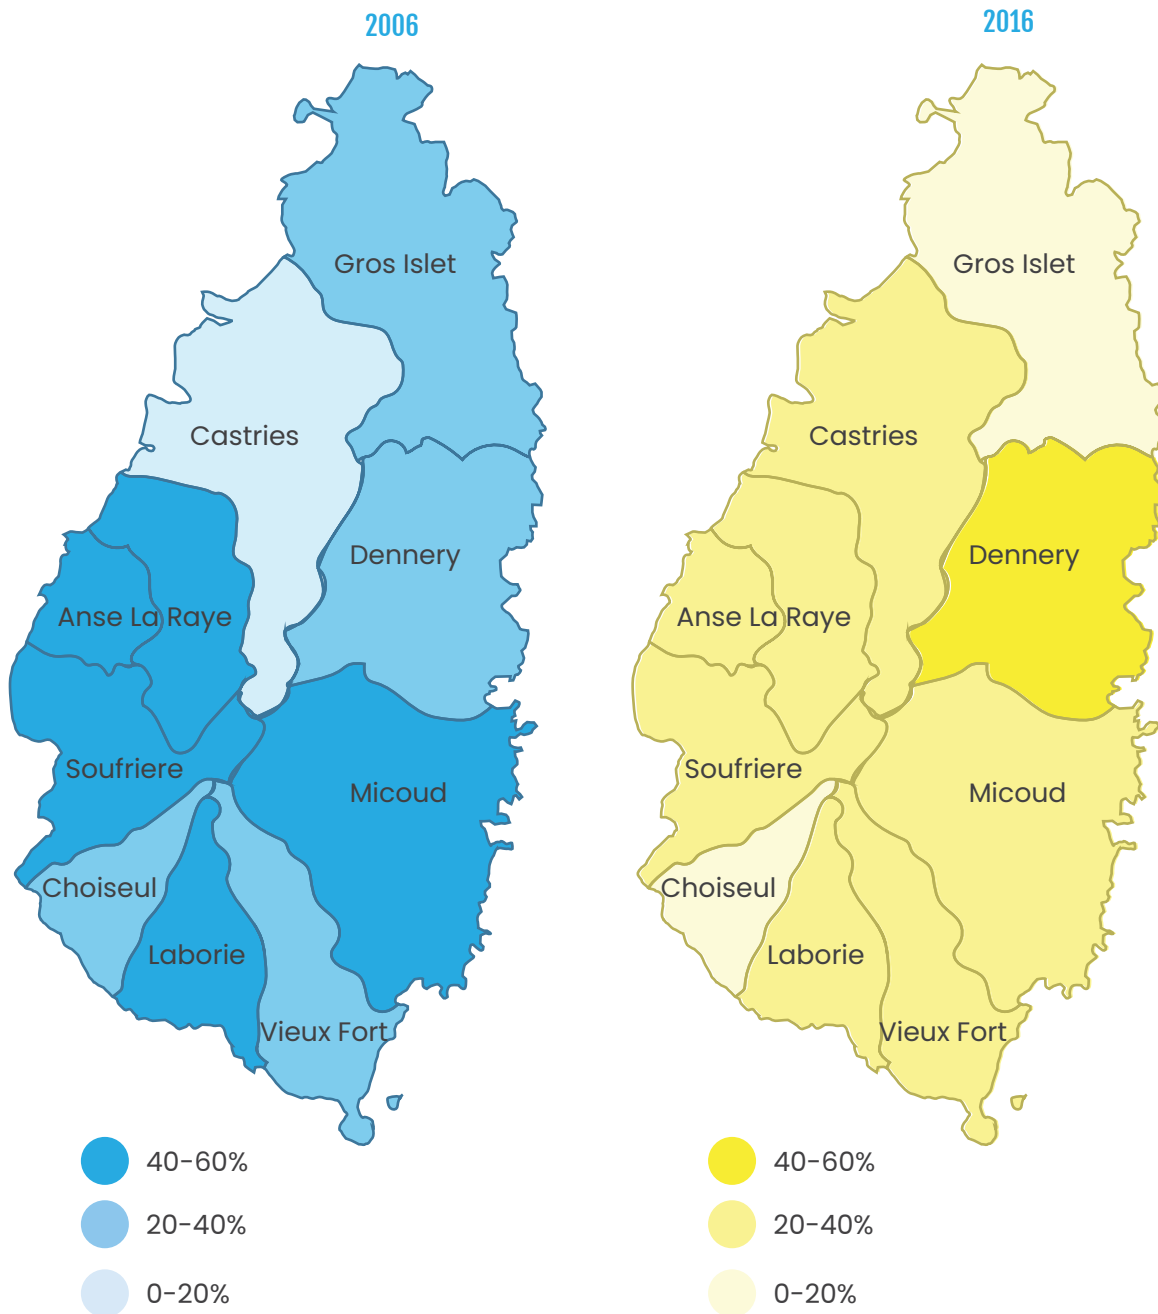 2006
Gros Islet
Castries
Dennery
Anse La Raye
Soufriere
Micoud
Choiseul
Laborie
Vieux Fort
40-60%
20-40%
0-20%
2016
Gros Islet
Castries
Dennery
Anse La Raye
Soufriere
Micoud
Choiseul
Laborie
Vieux Fort
40-60%
20-40%
0-20%